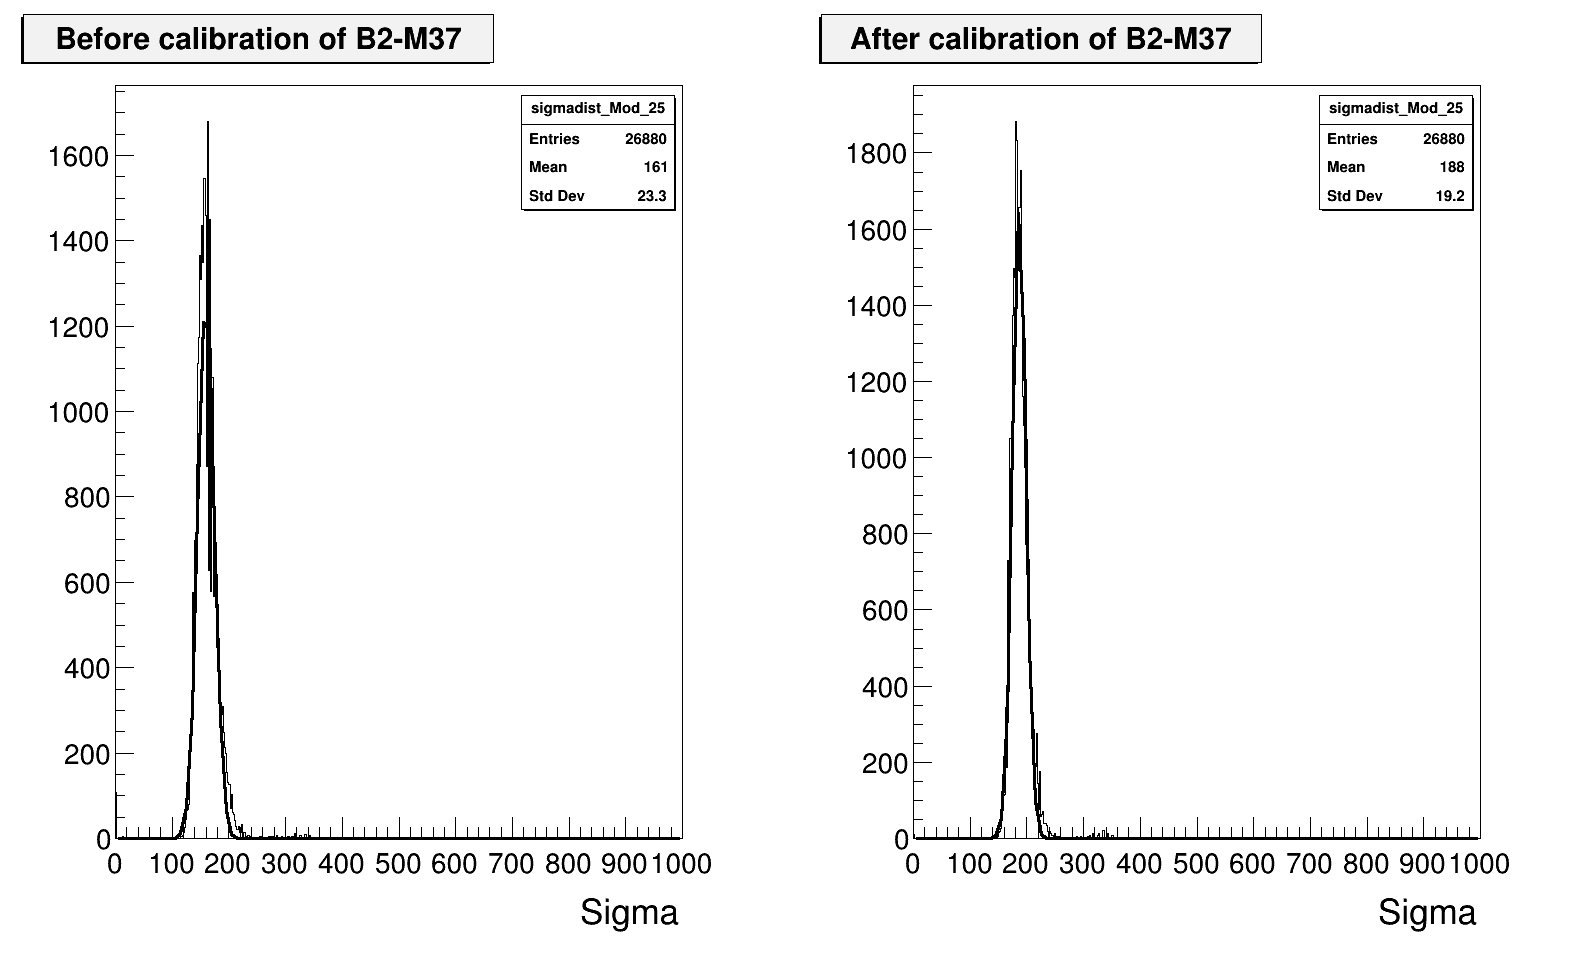 Before calibration of B2-M37
sigmadist_Mod_25
Entries 26880
Mean 161
Std Dev 23.3
1600
1400
1200
1000
800
600
400
200
0
0 100 200 300 400 500 600 700 800 900 1000
Sigma
After calibration of B2-M37
sigmadist_Mod_25
Entries 26880
Mean 188
Std Dev 19.2
1800
1600
1400
1200
1000
800
600
400
200
0
0 100 200 300 400 500 600 700 800 900 1000
Sigma